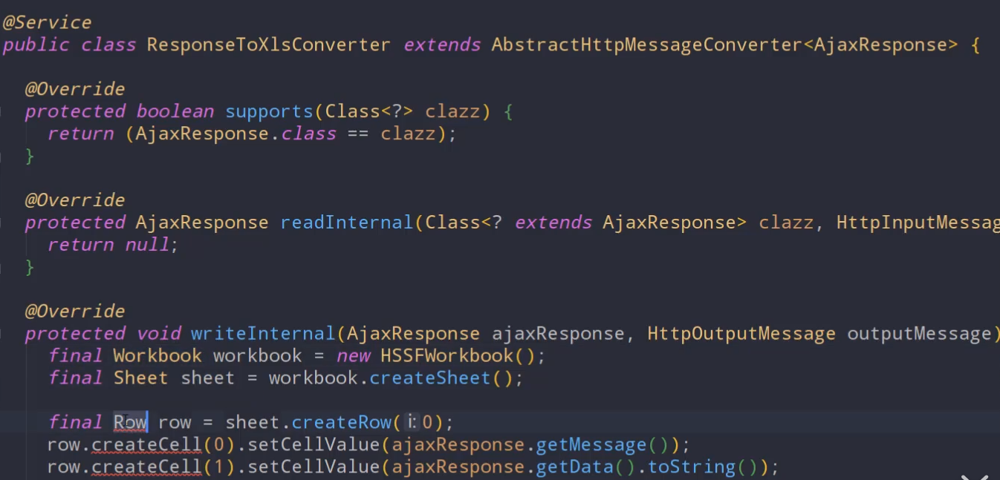 @Service
public class ResponseToXlsConverter extends AbstractHttpMessageConverter<AjaxResponse> {
@Override
protected boolean supports(Class<?> clazz) {
return (AjaxResponse.class == clazz);
}
@Override
protected AjaxResponse readInternal(Class<? extends AjaxResponse> clazz, HttpInputMessag
return null;
}
@Override
protected void writeInternal(AjaxResponse ajaxResponse, HttpOutputMessage outputMessage)
final Workbook workbook = new HSSFWorkbook();
final Sheet sheet = workbook.createSheet();
final Row row = sheet.createRow( i: 0);
row.createCell(0).setCellValue(ajaxResponse.getMessage());
row.createCell(1).setCellValue(ajaxResponse.getData().toString());